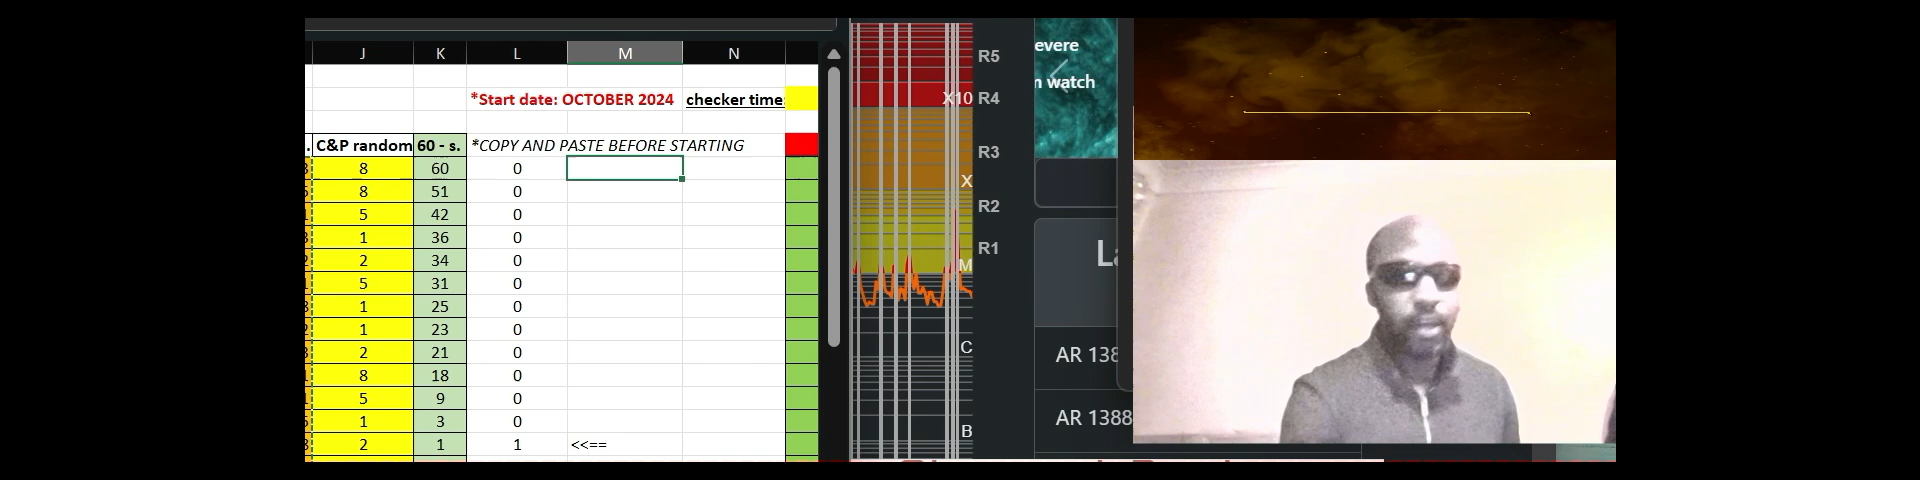 J K L M N
*Start date: OCTOBER 2024 checker time:
C&P random 60 - s. *COPY AND PASTE BEFORE STARTING
8 60 0
8 51 0
5 42 0
1 36 0
2 34 0
5 31 0
1 25 0
1 23 0
2 21 0
8 18 0
5 9 0
1 3 0
2 1 1 <<==
R5
X10 R4
R3
X
R2
R1
M
C
B
evere
n watch
La
AR 138
AR 1388